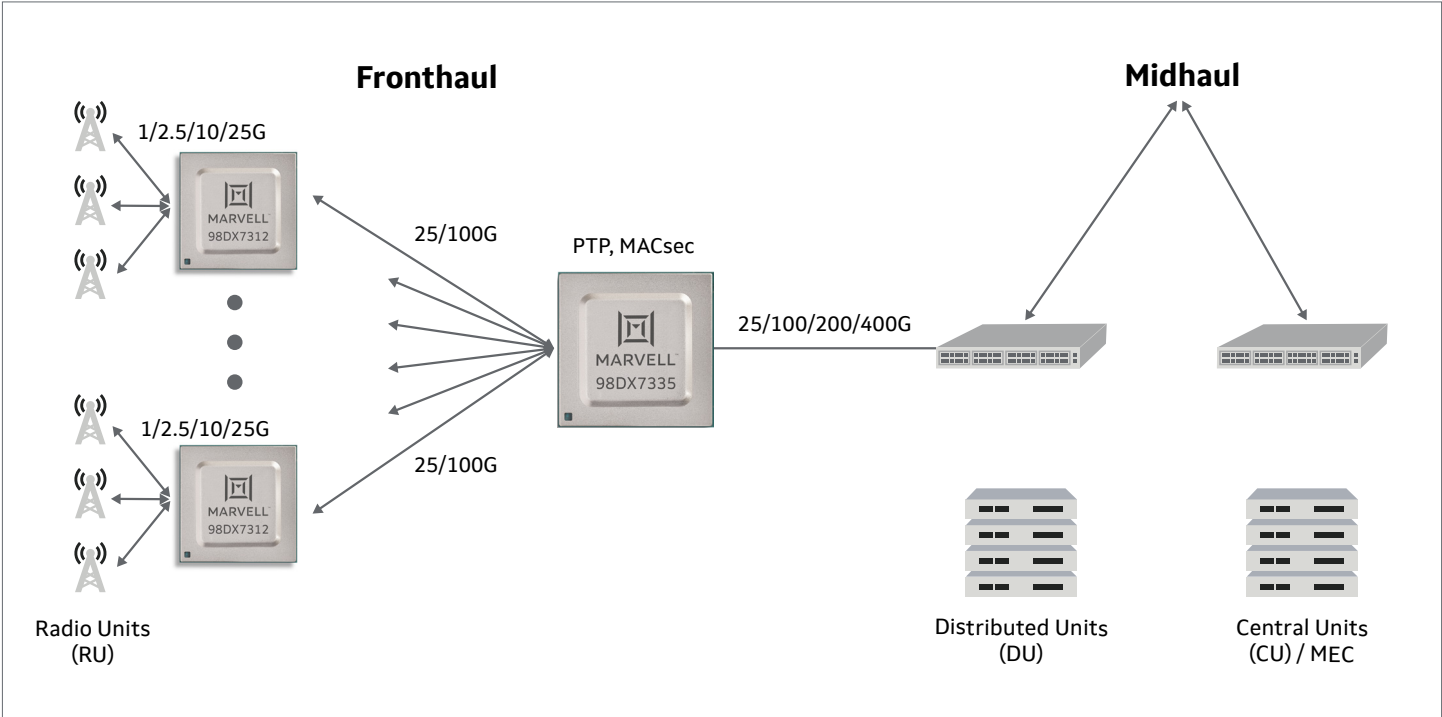 Fronthaul
Midhaul
1/2.5/10/25G
MARVELL
98DX7312
25/100G
PTP, MACsec
MARVELL
98DX7335
25/100/200/400G
1/2.5/10/25G
MARVELL
98DX7312
25/100G
Radio Units
(RU)
Distributed Units
(DU)
Central Units
(CU) / MEC